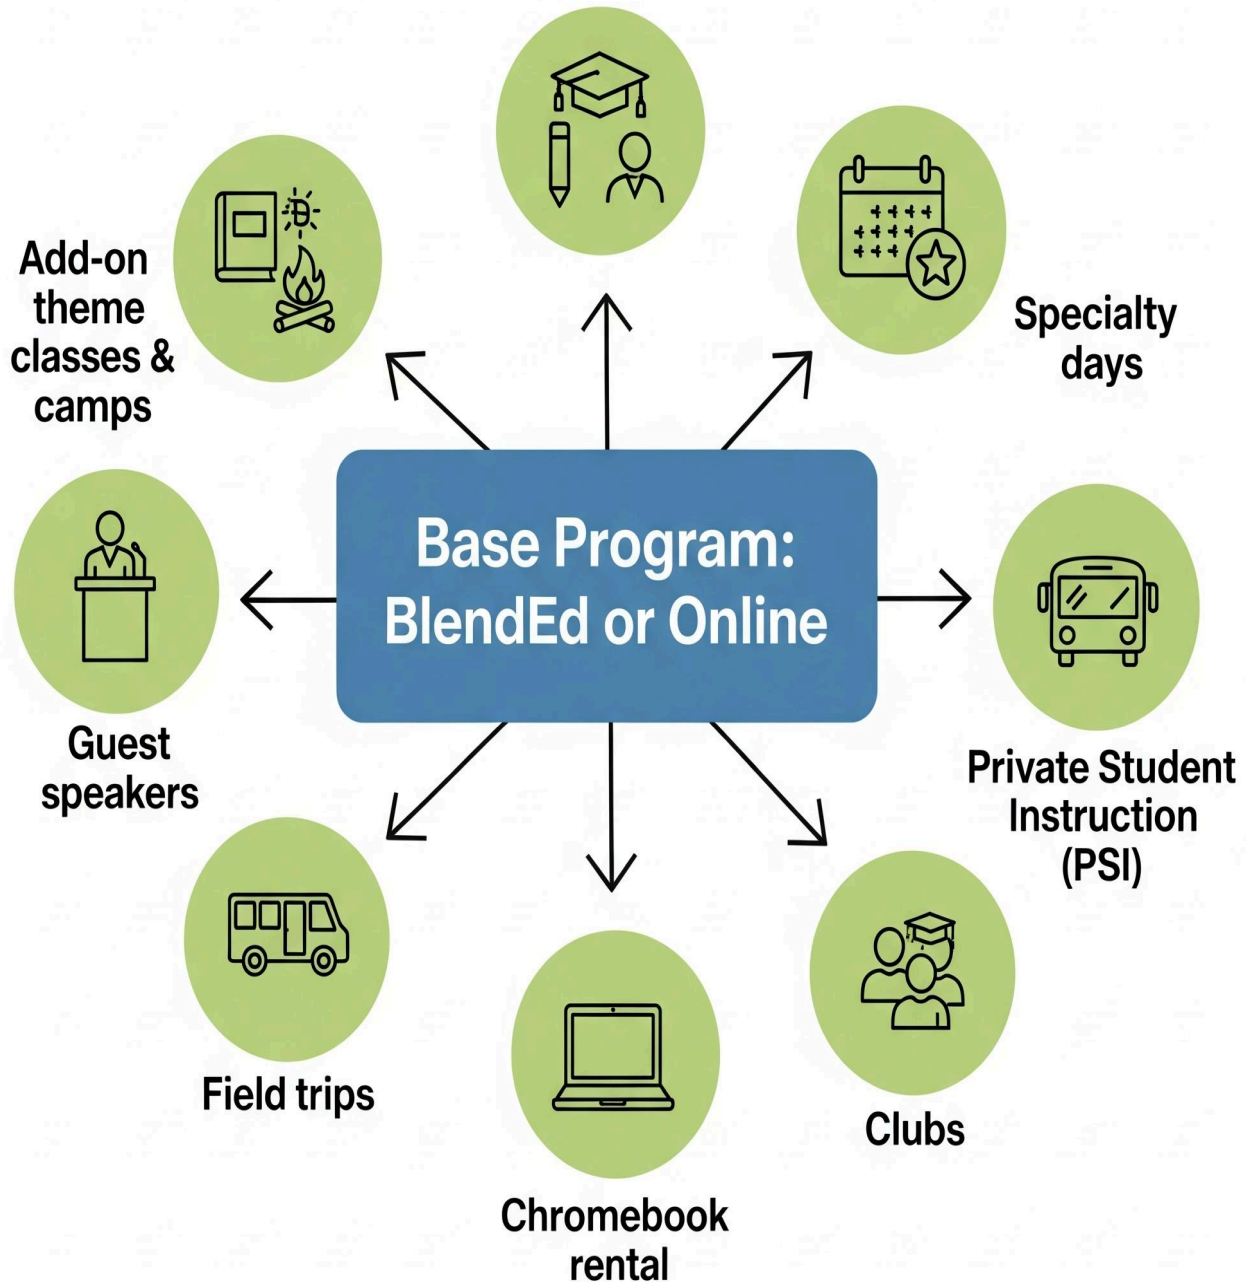 Add-on
theme
classes &
camps
Specialty
days
Base Program:
BlendEd or Online
Guest
speakers
Private Student
Instruction
(PSI)
Field trips
Clubs
Chromebook
rental